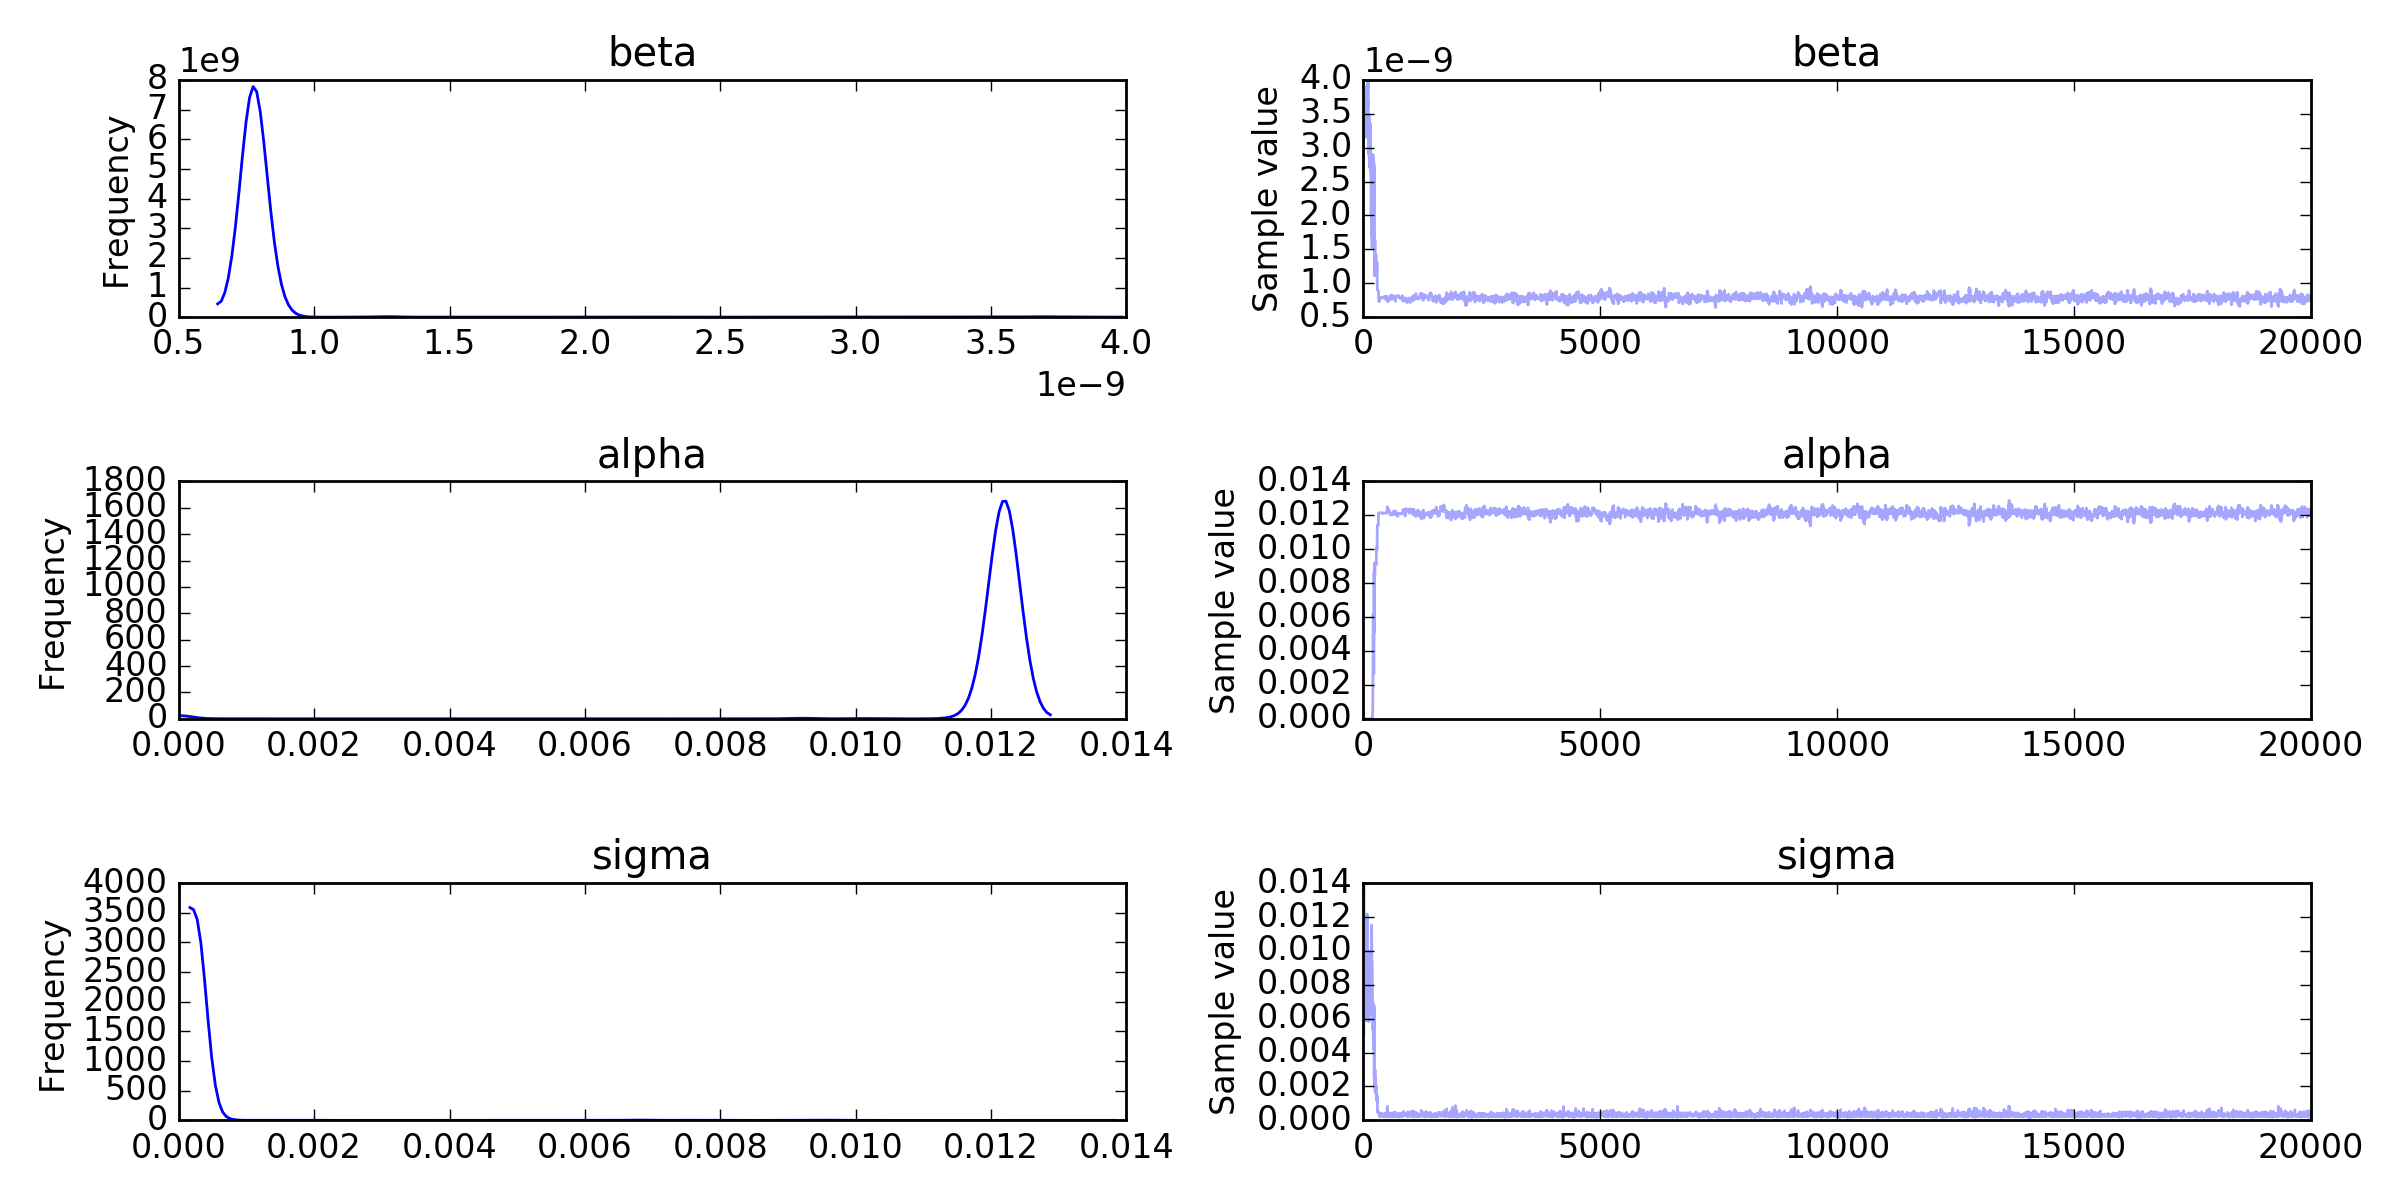 beta
1e9
Frequency
8
7
6
5
4
3
2
1
0
0.5 1.0 1.5 2.0 2.5 3.0 3.5 4.0
1e−9
beta
1e−9
Sample value
4.0
3.5
3.0
2.5
2.0
1.5
1.0
0.5
0 5000 10000 15000 20000
alpha
Frequency
1800
1600
1400
1200
1000
800
600
400
200
0
0.000 0.002 0.004 0.006 0.008 0.010 0.012 0.014
alpha
Sample value
0.014
0.012
0.010
0.008
0.006
0.004
0.002
0.000
0 5000 10000 15000 20000
sigma
Frequency
4000
3500
3000
2500
2000
1500
1000
500
0
0.000 0.002 0.004 0.006 0.008 0.010 0.012 0.014
sigma
Sample value
0.014
0.012
0.010
0.008
0.006
0.004
0.002
0.000
0 5000 10000 15000 20000